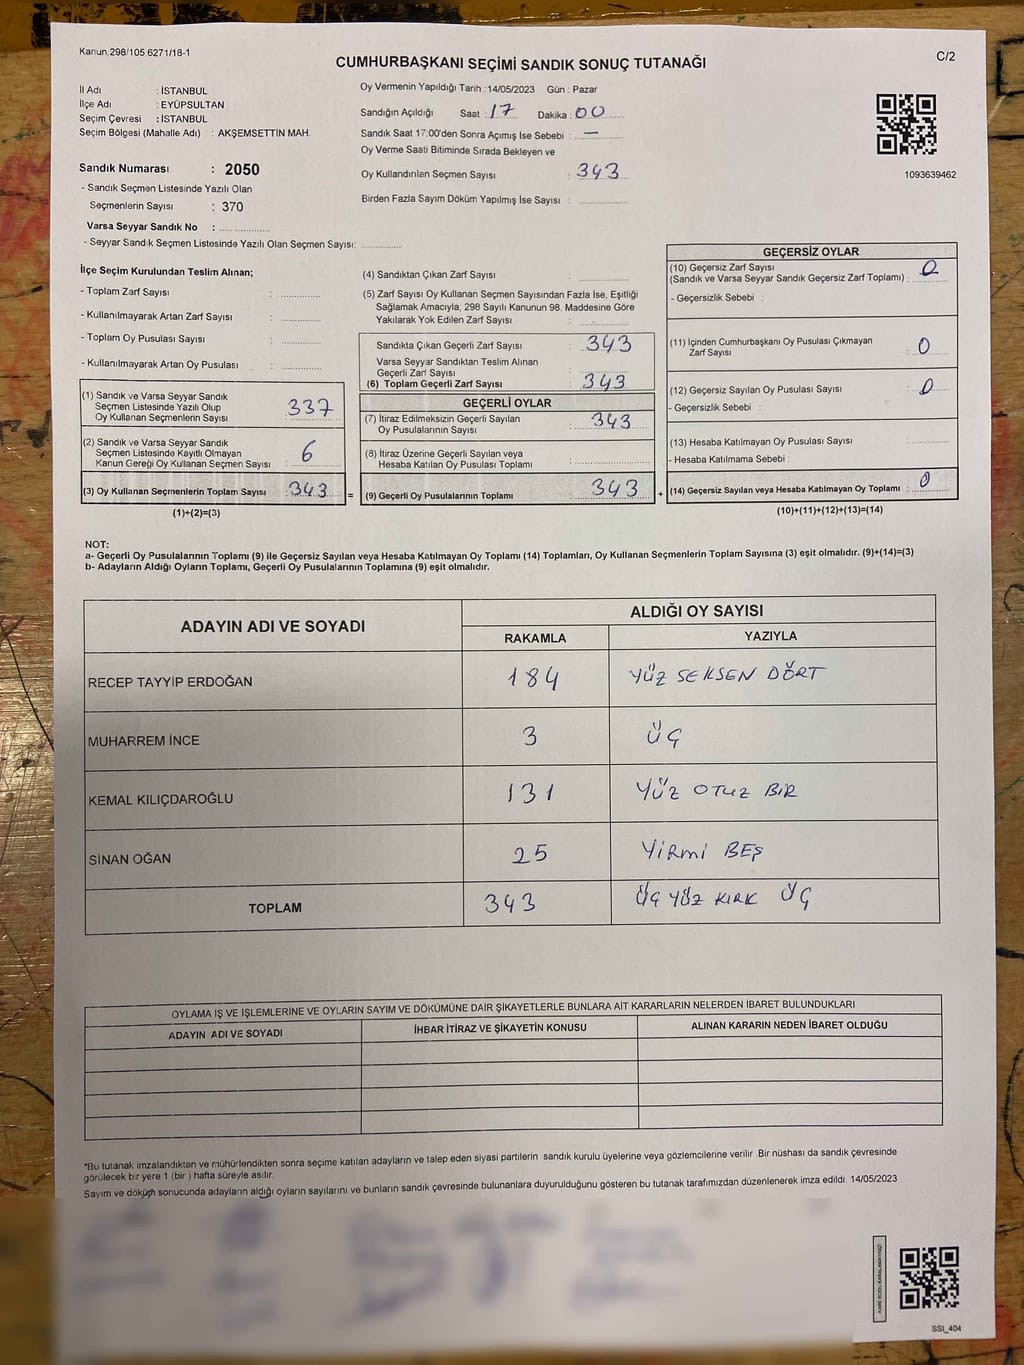 Kanun.298/105.6271/18-1
C/2
CUMHURBAŞKANI SEÇİMİ SANDIK SONUÇ TUTANAĞI
İl Adı : İSTANBUL
İlçe Adı : EYÜPSULTAN
Seçim Çevresi : İSTANBUL
Seçim Bölgesi (Mahalle Adı) : AKŞEMSETTİN MAH.
Sandık Numarası : 2050
- Sandık Seçmen Listesinde Yazılı Olan
Seçmenlerin Sayısı : 370
Varsa Seyyar Sandık No : ..............
- Seyyar Sandık Seçmen Listesinde Yazılı Olan Seçmen Sayısı: ..............
Oy Vermenin Yapıldığı Tarih : 14/05/2023 Gün : Pazar
Sandığın Açıldığı Saat : 17 Dakika : 00
Sandık Saat 17:00'den Sonra Açımış İse Sebebi : —
Oy Verme Saati Bitiminde Sırada Bekleyen ve
Oy Kullandırılan Seçmen Sayısı : 343
Birden Fazla Sayım Döküm Yapılmış İse Sayısı : ..............
1093639462
İlçe Seçim Kurulundan Teslim Alınan;
- Toplam Zarf Sayısı : ..............
- Kullanılmayarak Artan Zarf Sayısı : ..............
- Toplam Oy Pusulası Sayısı : ..............
- Kullanılmayarak Artan Oy Pusulası : ..............
(1) Sandık ve Varsa Seyyar Sandık
Seçmen Listesinde Yazılı Olup
Oy Kullanan Seçmenlerin Sayısı : 337
(2) Sandık ve Varsa Seyyar Sandık
Seçmen Listesinde Kayıtlı Olmayan
Kanun Gereği Oy Kullanan Seçmen Sayısı : 6
(3) Oy Kullanan Seçmenlerin Toplam Sayısı : 343 =
(1)+(2)=(3)
(4) Sandıktan Çıkan Zarf Sayısı : ..............
(5) Zarf Sayısı Oy Kullanan Seçmen Sayısından Fazla İse, Eşitliği
Sağlamak Amacıyla, 298 Sayılı Kanunun 98. Maddesine Göre
Yakılarak Yok Edilen Zarf Sayısı : ..............
Sandıkta Çıkan Geçerli Zarf Sayısı : 343
Varsa Seyyar Sandıktan Teslim Alınan
Geçerli Zarf Sayısı : ..............
(6) Toplam Geçerli Zarf Sayısı : 343
GEÇERLİ OYLAR
(7) İtiraz Edilmeksizin Geçerli Sayılan
Oy Pusulalarının Sayısı : 343
(8) İtiraz Üzerine Geçerli Sayılan veya
Hesaba Katılan Oy Pusulası Toplamı : ..............
(9) Geçerli Oy Pusulalarının Toplamı : 343 +
GEÇERSİZ OYLAR
(10) Geçersiz Zarf Sayısı
(Sandık ve Varsa Seyyar Sandık Geçersiz Zarf Toplamı) : 0
- Geçersizlik Sebebi :
(11) İçinden Cumhurbaşkanı Oy Pusulası Çıkmayan
Zarf Sayısı : 0
(12) Geçersiz Sayılan Oy Pusulası Sayısı : 0
- Geçersizlik Sebebi :
(13) Hesaba Katılmayan Oy Pusulası Sayısı : ..............
- Hesaba Katılmama Sebebi :
(14) Geçersiz Sayılan veya Hesaba Katılmayan Oy Toplamı : 0
(10)+(11)+(12)+(13)=(14)
NOT:
a- Geçerli Oy Pusulalarının Toplamı (9) ile Geçersiz Sayılan veya Hesaba Katılmayan Oy Toplamı (14) Toplamları, Oy Kullanan Seçmenlerin Toplam Sayısına (3) eşit olmalıdır. (9)+(14)=(3)
b- Adayların Aldığı Oyların Toplamı, Geçerli Oy Pusulalarının Toplamına (9) eşit olmalıdır.
ADAYIN ADI VE SOYADI
ALDIĞI OY SAYISI
RAKAMLA YAZIYLA
RECEP TAYYİP ERDOĞAN 184 YÜZ SEKSEN DÖRT
MUHARREM İNCE 3 ÜÇ
KEMAL KILIÇDAROĞLU 131 YÜZ OTUZ BİR
SİNAN OĞAN 25 YİRMİ BEŞ
TOPLAM 343 ÜÇ YÜZ KIRK ÜÇ
OYLAMA İŞ VE İŞLEMLERİNE VE OYLARIN SAYIM VE DÖKÜMÜNE DAİR ŞİKAYETLERLE BUNLARA AİT KARARLARIN NELERDEN İBARET BULUNDUKLARI
ADAYIN ADI VE SOYADI İHBAR İTİRAZ VE ŞİKAYETİN KONUSU ALINAN KARARIN NEDEN İBARET OLDUĞU
*Bu tutanak imzalandıktan ve mühürlendikten sonra seçime katılan adayların ve talep eden siyasi partilerin sandık kurulu üyelerine veya gözlemcilerine verilir. Bir nüshası da sandık çevresinde
görülecek bir yere 1 (bir ) hafta süreyle asılır.
Sayım ve döküm sonucunda adayların aldığı oyların sayılarını ve bunların sandık çevresinde bulunanlara duyurulduğunu gösteren bu tutanak tarafımızdan düzenlenerek imza edildi. 14/05/2023
KARE KODU KARALAMAYINIZ!
SSI_404